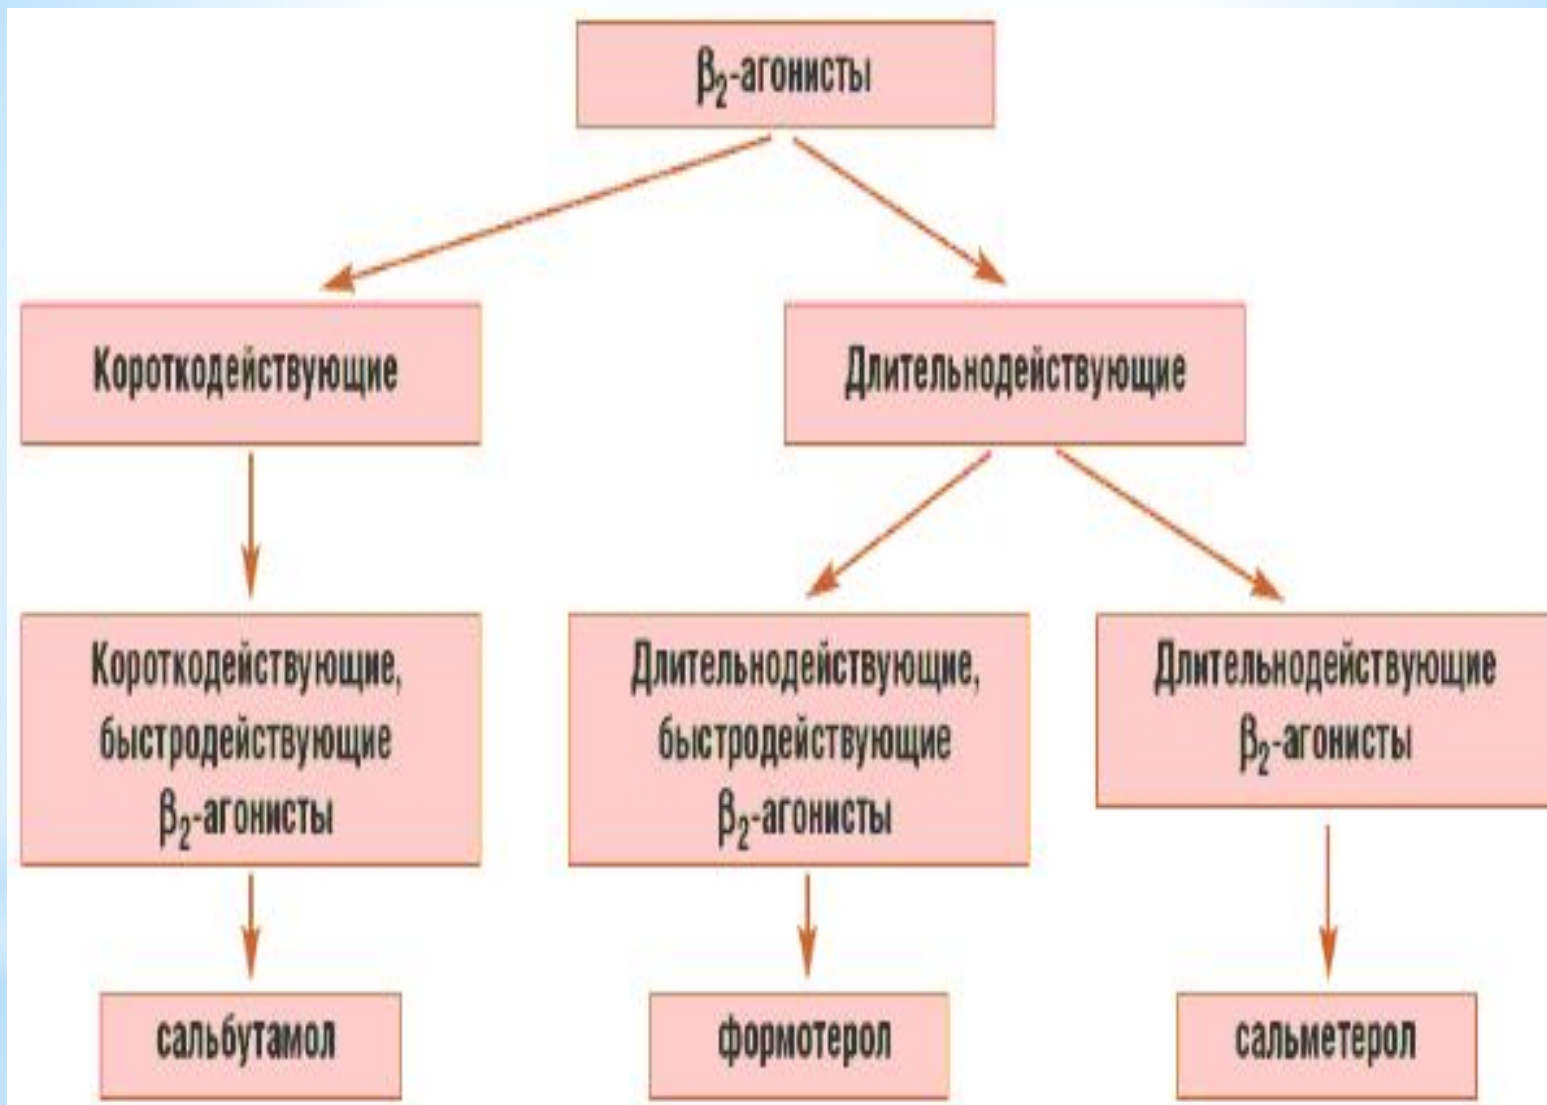 β₂-агонисты
Короткодействующие
Длительнодействующие
Короткодействующие,
быстродействующие
β₂-агонисты
Длительнодействующие,
быстродействующие
β₂-агонисты
Длительнодействующие
β₂-агонисты
сальбутамол
формотерол
сальметерол